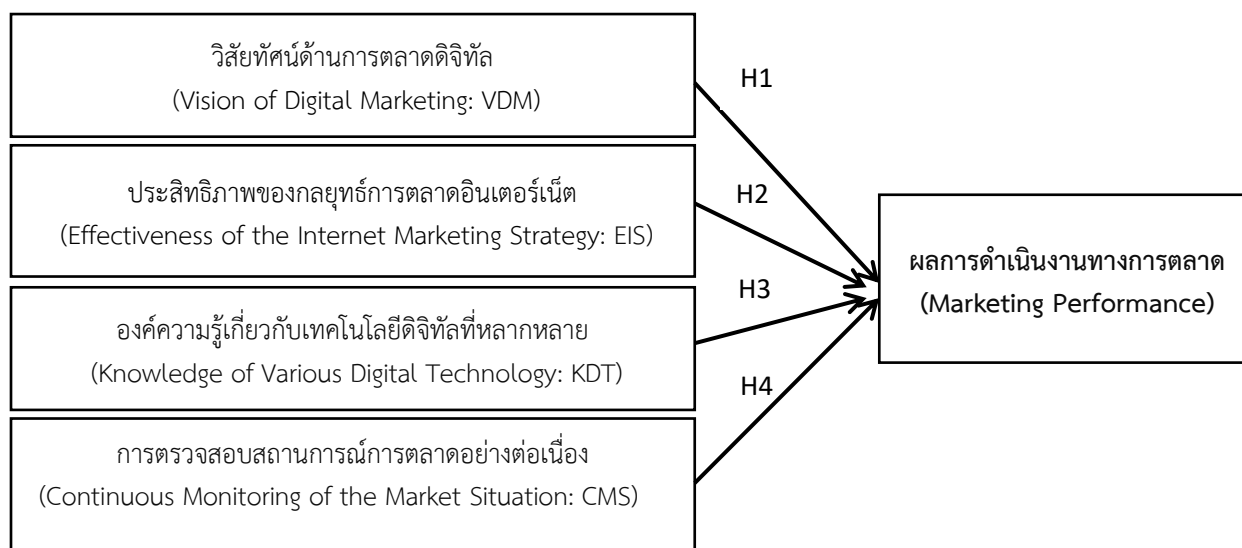 วิสัยทัศน์ด้านการตลาดดิจิทัล
(Vision of Digital Marketing: VDM)
H1
ประสิทธิภาพของกลยุทธ์การตลาดอินเตอร์เน็ต
(Effectiveness of the Internet Marketing Strategy: EIS)
H2
องค์ความรู้เกี่ยวกับเทคโนโลยีดิจิทัลที่หลากหลาย
(Knowledge of Various Digital Technology: KDT)
H3
การตรวจสอบสถานการณ์การตลาดอย่างต่อเนื่อง
(Continuous Monitoring of the Market Situation: CMS)
H4
ผลการดำเนินงานทางการตลาด
(Marketing Performance)